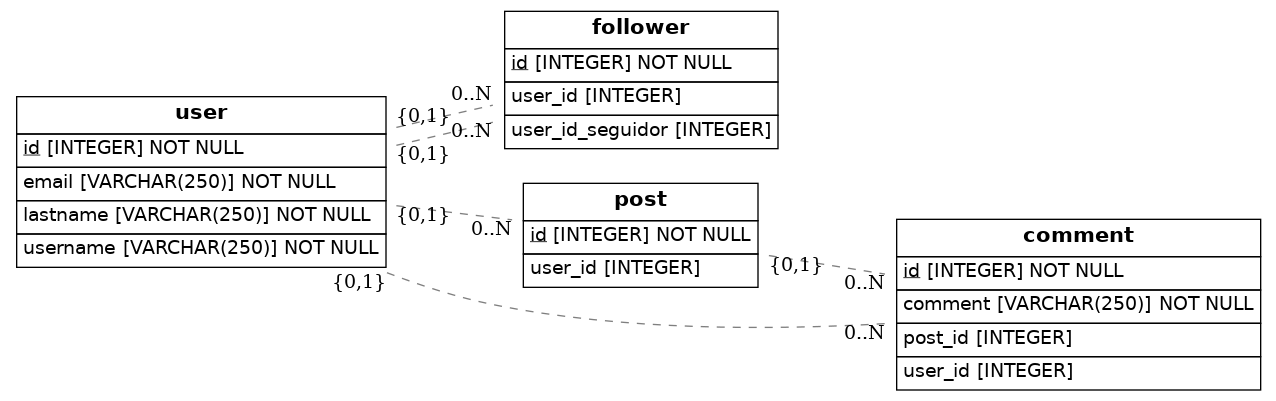 follower
id [INTEGER] NOT NULL
user_id [INTEGER]
user_id_seguidor [INTEGER]
user
id [INTEGER] NOT NULL
email [VARCHAR(250)] NOT NULL
lastname [VARCHAR(250)] NOT NULL
username [VARCHAR(250)] NOT NULL
0..N
{0,1}
0..N
{0,1}
post
id [INTEGER] NOT NULL
user_id [INTEGER]
{0,1}
0..N
comment
id [INTEGER] NOT NULL
comment [VARCHAR(250)] NOT NULL
post_id [INTEGER]
user_id [INTEGER]
{0,1}
0..N
{0,1}
0..N